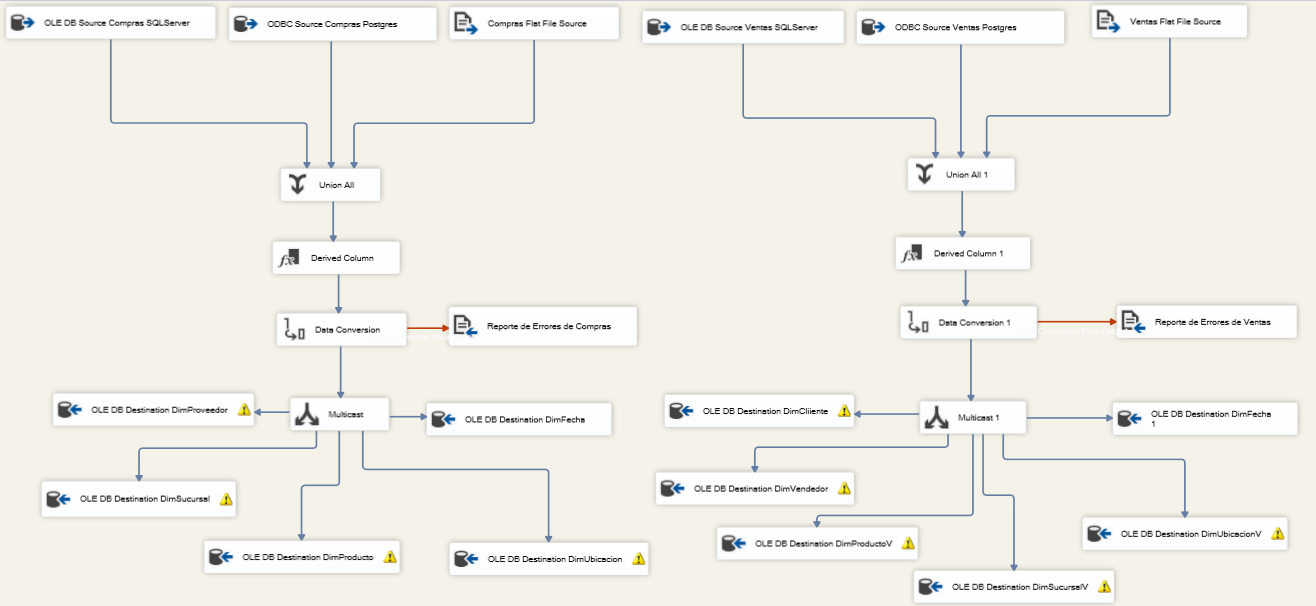 OLE DB Source Compras SQLServer
ODBC Source Compras Postgres
Compras Flat File Source
OLE DB Source Ventas SQLServer
ODBC Source Ventas Postgres
Ventas Flat File Source
Union All
Union All 1
Derived Column
Derived Column 1
Data Conversion
Reporte de Errores de Compras
Data Conversion 1
Reporte de Errores de Ventas
OLE DB Destination DimProveedor
Multicast
OLE DB Destination DimFecha
OLE DB Destination DimCliiente
Multicast 1
OLE DB Destination DimFecha
1
OLE DB Destination DimSucursal
OLE DB Destination DimVendedor
OLE DB Destination DimProducto
OLE DB Destination DimUbicacion
OLE DB Destination DimProductoV
OLE DB Destination DimUbicacionV
OLE DB Destination DimSucursalV